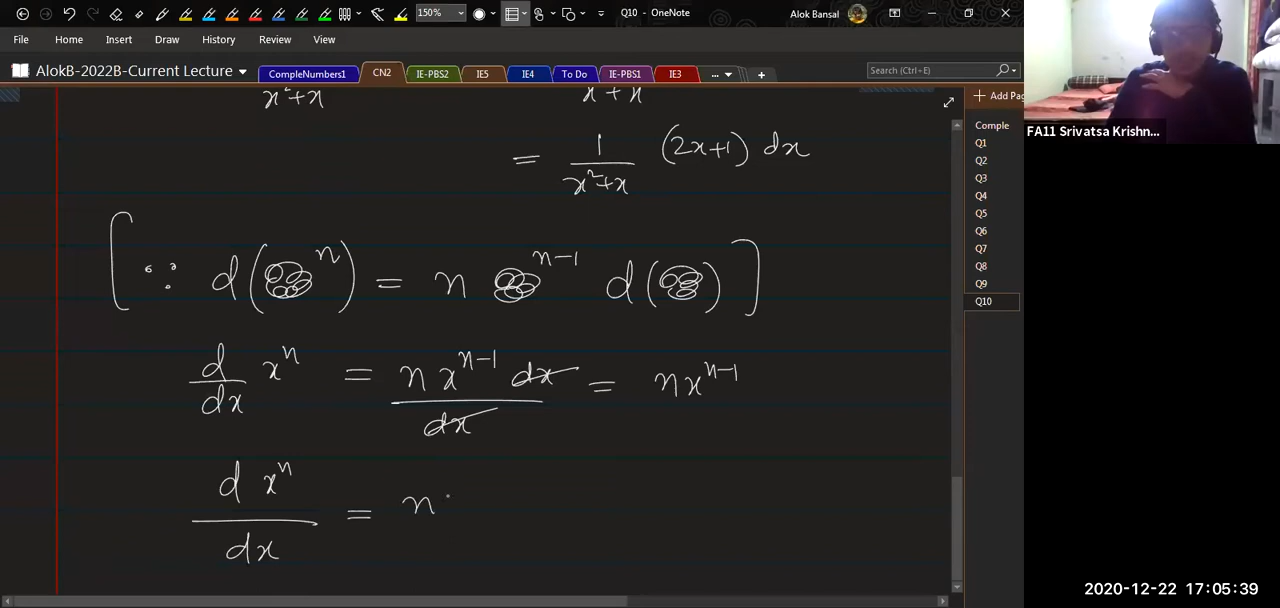 150%
Q10 - OneNote
Alok Bansal
File Home Insert Draw History Review View
AlokB-2022B-Current Lecture
CompleNumbers1 CN2 IE-PBS2 IE5 IE4 To Do IE-PBS1 IE3 ...
Search (Ctrl+E)
Add Pag
Comple
Q1
Q2
Q3
Q4
Q5
Q6
Q7
Q8
Q9
Q10
x²+x x²+x
= 1/(x²+x) (2x+1) dx
[∵ d( ⁿ) = n ⁿ⁻¹ d( )]
d/dx xⁿ = n xⁿ⁻¹ dx / dx = nxⁿ⁻¹
d xⁿ / dx = n
FA11 Srivatsa Krishn...
2020-12-22 17:05:39